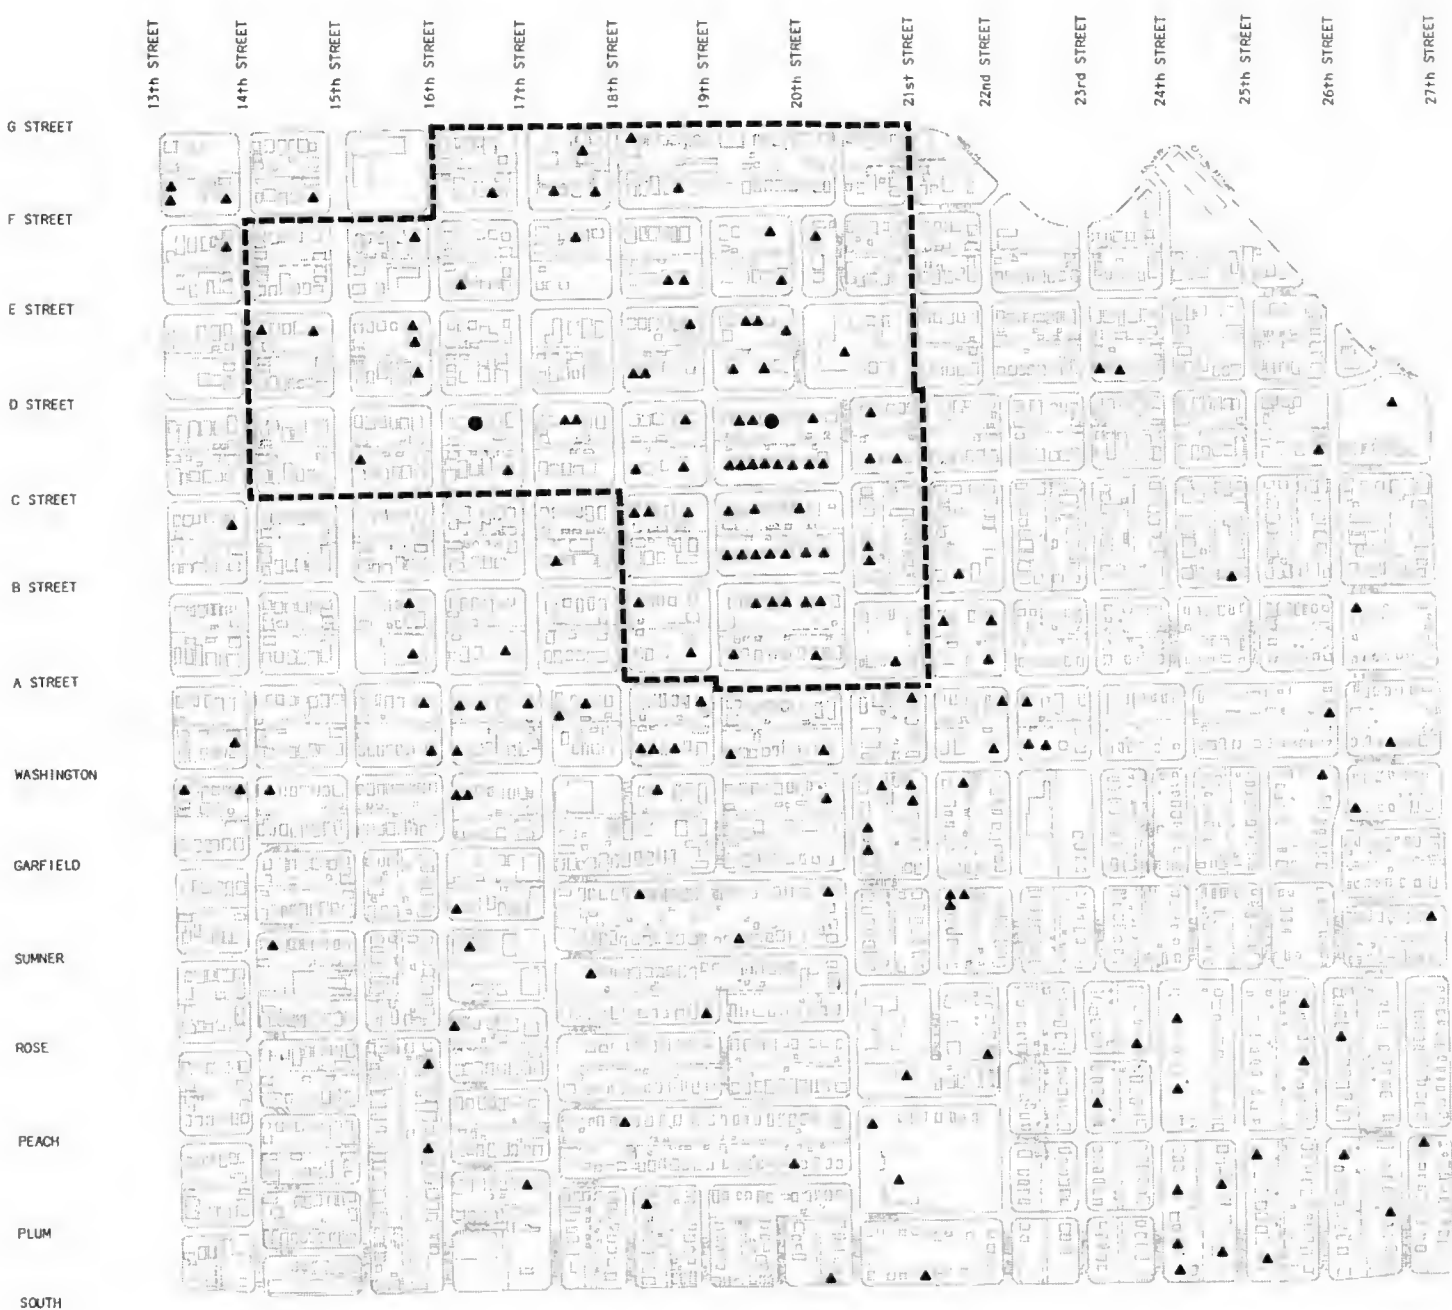 13th STREET
14th STREET
15th STREET
16th STREET
17th STREET
18th STREET
19th STREET
20th STREET
21st STREET
22nd STREET
23rd STREET
24th STREET
25th STREET
26th STREET
27th STREET
G STREET
F STREET
E STREET
D STREET
C STREET
B STREET
A STREET
WASHINGTON
GARFIELD
SUMNER
ROSE
PEACH
PLUM
SOUTH